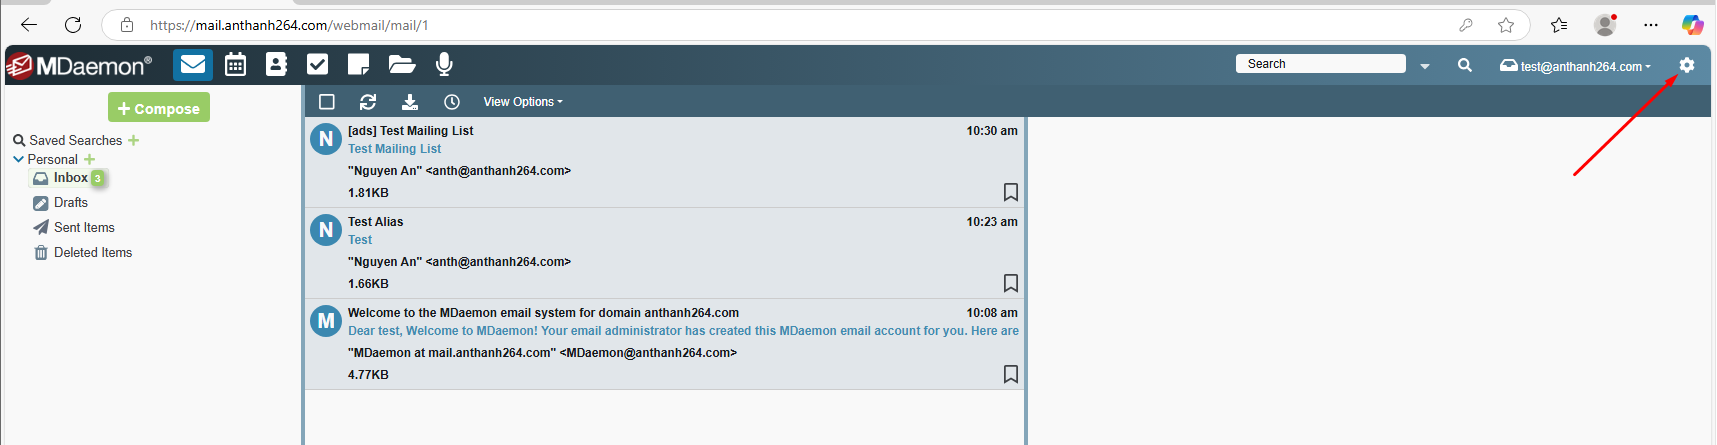 https://mail.anthanh264.com/webmail/mail/1
MDaemon®
Search
test@anthanh264.com
+ Compose
View Options
Saved Searches +
Personal +
Inbox 3
Drafts
Sent Items
Deleted Items
N
[ads] Test Mailing List 10:30 am
Test Mailing List
"Nguyen An" <anth@anthanh264.com>
1.81KB
N
Test Alias 10:23 am
Test
"Nguyen An" <anth@anthanh264.com>
1.66KB
M
Welcome to the MDaemon email system for domain anthanh264.com 10:08 am
Dear test, Welcome to MDaemon! Your email administrator has created this MDaemon email account for you. Here are
"MDaemon at mail.anthanh264.com" <MDaemon@anthanh264.com>
4.77KB